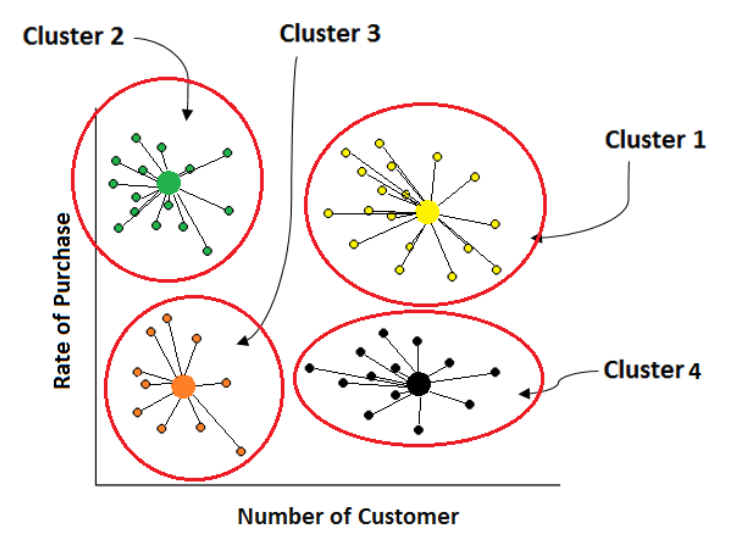 Cluster 2
Cluster 3
Cluster 1
Rate of Purchase
Cluster 4
Number of Customer